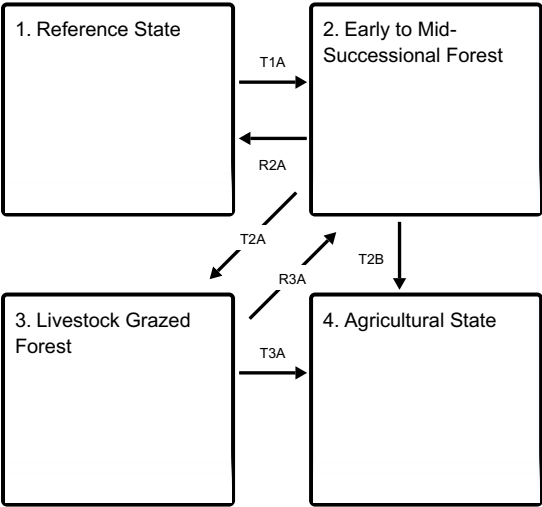 1. Reference State
2. Early to Mid-
Successional Forest
T1A
R2A
T2A
R3A
T2B
3. Livestock Grazed
Forest
4. Agricultural State
T3A